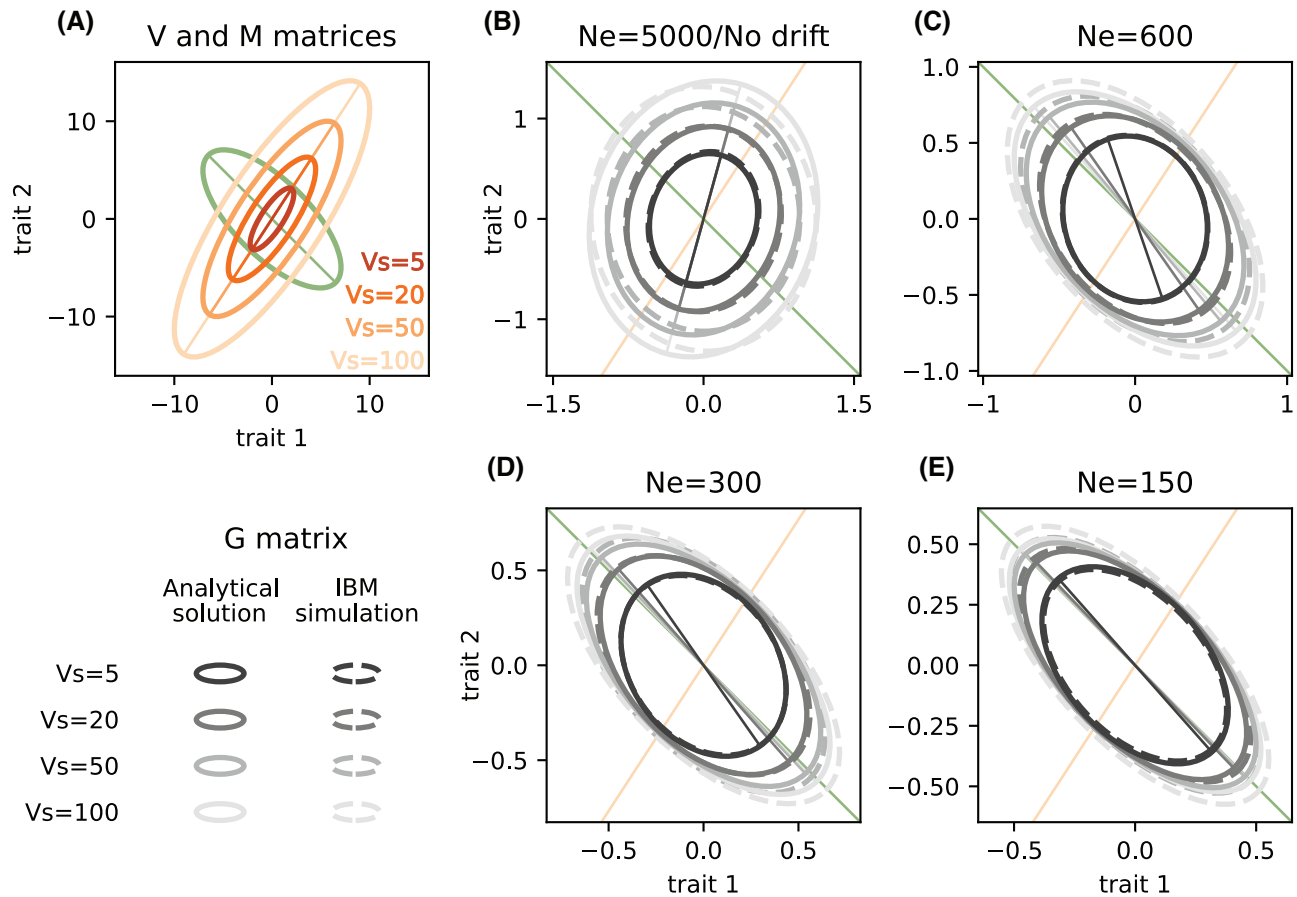 (A)
V and M matrices
10
0
−10
trait 2
−10
0
10
trait 1
Vs=5
Vs=20
Vs=50
Vs=100
(B)
Ne=5000/No drift
1
0
−1
−1.5
0.0
1.5
(C)
Ne=600
1.0
0.5
0.0
−0.5
−1.0
−1
0
1
G matrix
Analytical
solution
IBM
simulation
Vs=5
Vs=20
Vs=50
Vs=100
(D)
Ne=300
0.5
0.0
−0.5
trait 2
−0.5
0.0
0.5
trait 1
(E)
Ne=150
0.50
0.25
0.00
−0.25
−0.50
−0.5
0.0
0.5
trait 1